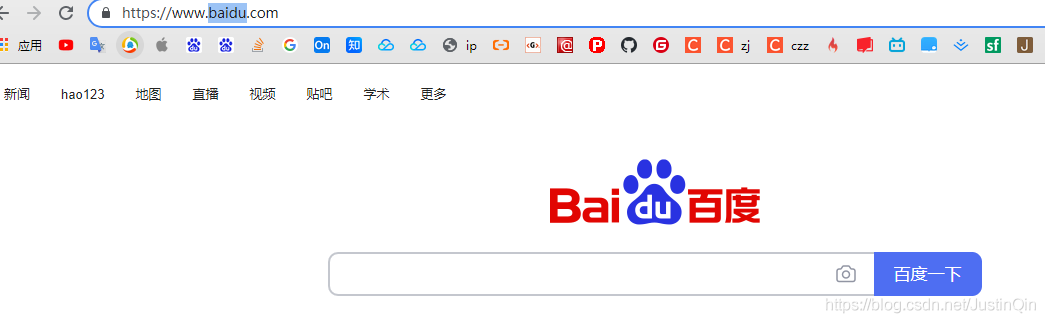 https://www.baidu.com
应用 On 知 ip <G> @ P G C zj C czz sf J
新闻 hao123 地图 直播 视频 贴吧 学术 更多
Bai du 百度
百度一下
https://blog.csdn.net/JustinQin